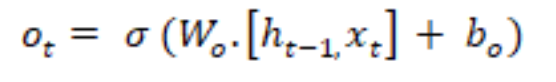 oₜ = σ (Wₒ.[hₜ₋₁,xₜ] + bₒ)